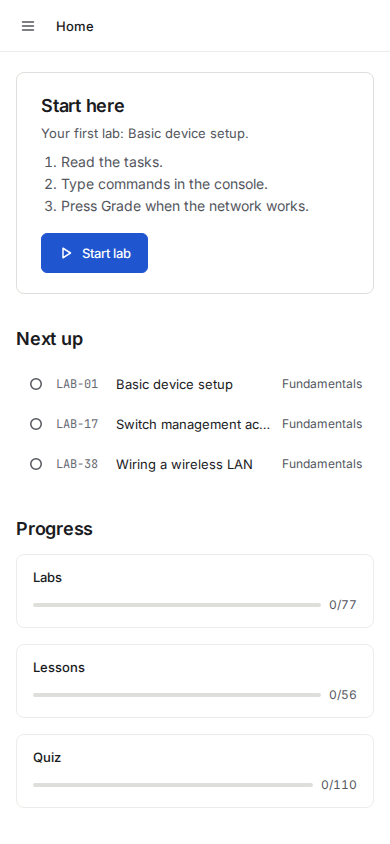 Home
Start here
Your first lab: Basic device setup.
1. Read the tasks.
2. Type commands in the console.
3. Press Grade when the network works.
Start lab
Next up
LAB-01 Basic device setup Fundamentals
LAB-17 Switch management ac... Fundamentals
LAB-38 Wiring a wireless LAN Fundamentals
Progress
Labs
0/77
Lessons
0/56
Quiz
0/110